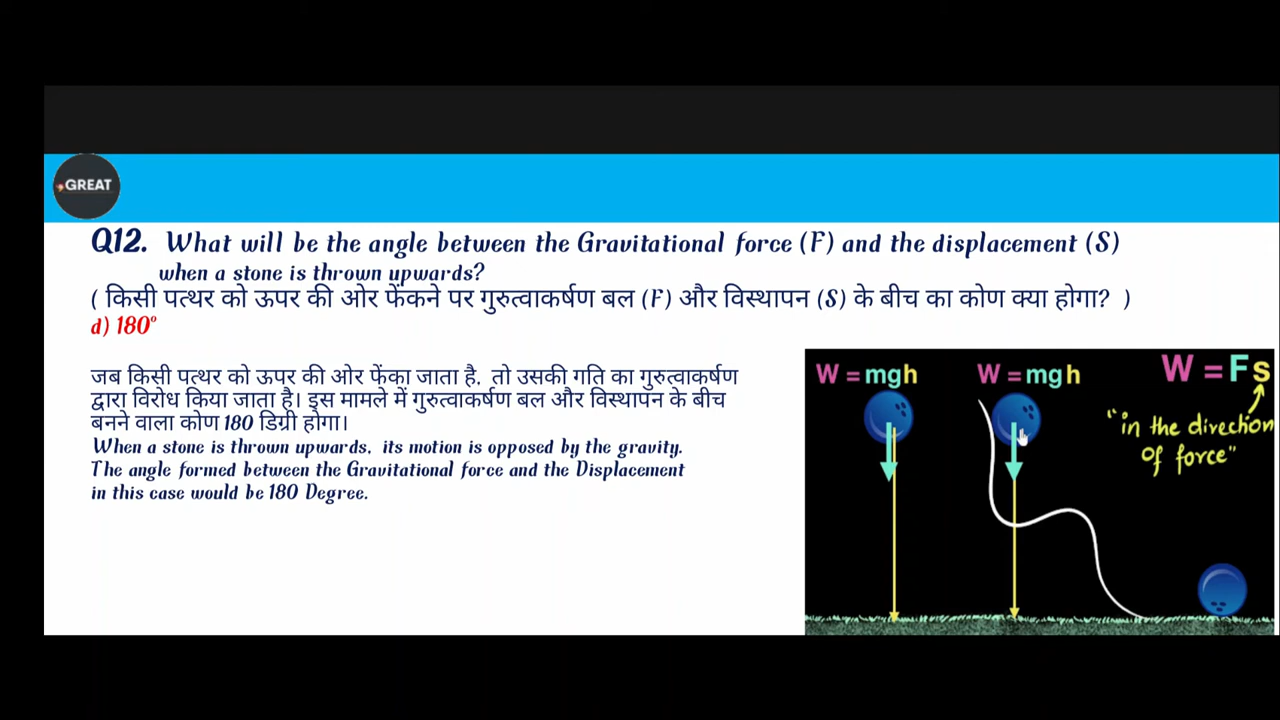 GREAT
Q12. What will be the angle between the Gravitational force (F) and the displacement (S)
when a stone is thrown upwards?
( किसी पत्थर को ऊपर की ओर फेंकने पर गुरुत्वाकर्षण बल (F) और विस्थापन (S) के बीच का कोण क्या होगा? )
d) 180°
जब किसी पत्थर को ऊपर की ओर फेंका जाता है, तो उसकी गति का गुरुत्वाकर्षण
द्वारा विरोध किया जाता है। इस मामले में गुरुत्वाकर्षण बल और विस्थापन के बीच
बनने वाला कोण 180 डिग्री होगा।
When a stone is thrown upwards, its motion is opposed by the gravity.
The angle formed between the Gravitational force and the Displacement
in this case would be 180 Degree.
W = mgh
W = mgh
W = Fs
"in the direction
of force"